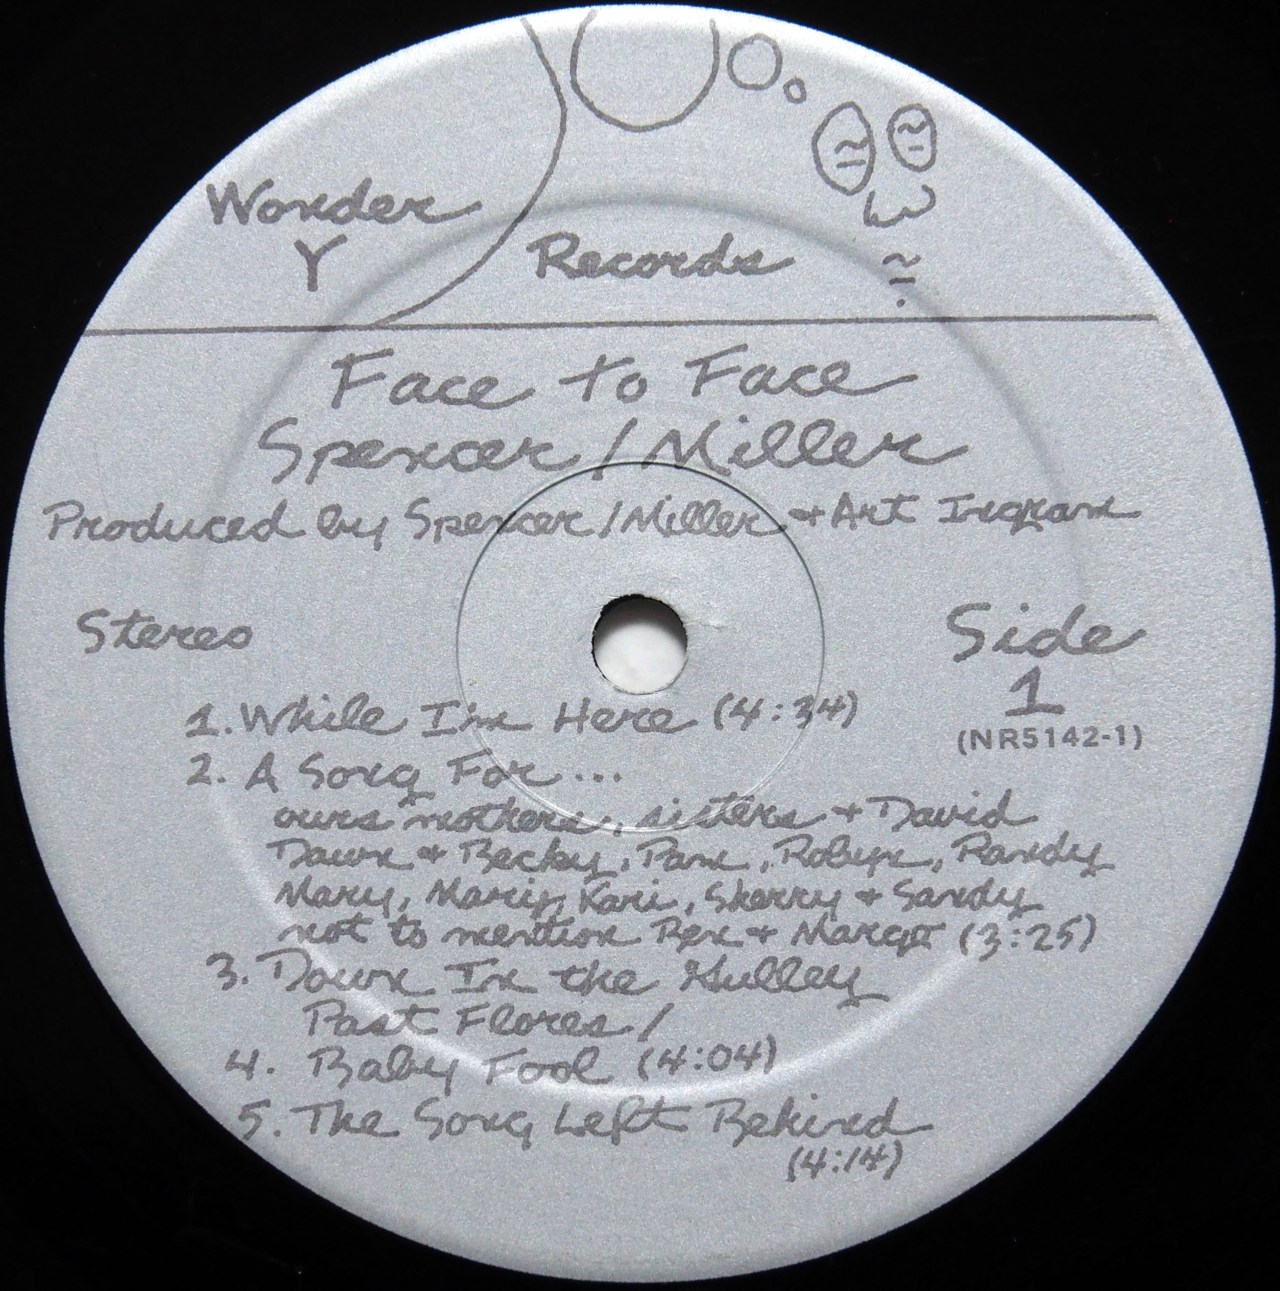 Wonder
Y
Records
Face to Face
Spencer/Miller
Produced by Spencer/Miller + Art Ingram
Stereo
Side
1
(NR5142-1)
1. While I'm Here (4:34)
2. A Song For...
ours mothers, sisters + David
Dawn + Becky, Pam, Robyn, Randy
Mary, Mariy, Kari, Sherry + Sandy
not to mention Rex + Margo (3:25)
3. Down In the Gulley
Past Flores/
4. Baby Fool (4:04)
5. The Song Left Behind
(4:14)